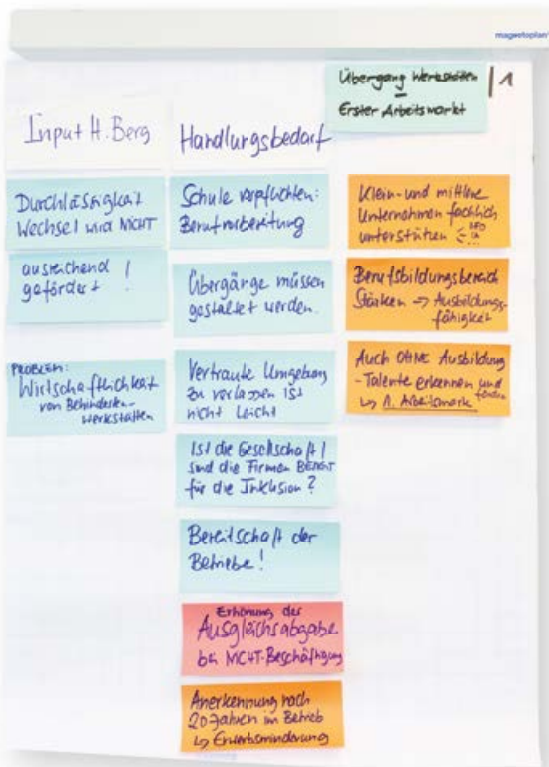 magnetoplan
Übergang Werkstätten /1
–
Erster Arbeitsmarkt
Input H. Berg
Durchlässigkeit
Wechsel wird NICHT
ausreichend
gefördert !
PROBLEM:
Wirtschaftlichkeit
von Behinderten-
werkstätten
Handlungsbedarf
Schule verpflichten:
Berufsvorbereitung
Übergänge müssen
gestaltet werden.
Vertraute Umgebung
zu verlassen ist
nicht leicht
Ist die Gesellschaft /
sind die Firmen BEREIT
für die Inklusion ?
Bereitschaft der
Betriebe !
Erhöhung der
Ausgleichsabgabe
bei NICHT-Beschäftigung
Anerkennung nach
20 Jahren im Betrieb
↳ Erwerbsminderung
Klein- und mittlere
Unternehmen fachlich
unterstützen
Berufsbildungsbereich
Stärken → Ausbildungs-
fähigkeit
Auch OHNE Ausbildung
- Talente erkennen und
fördern
↳ 1. Arbeitsmark